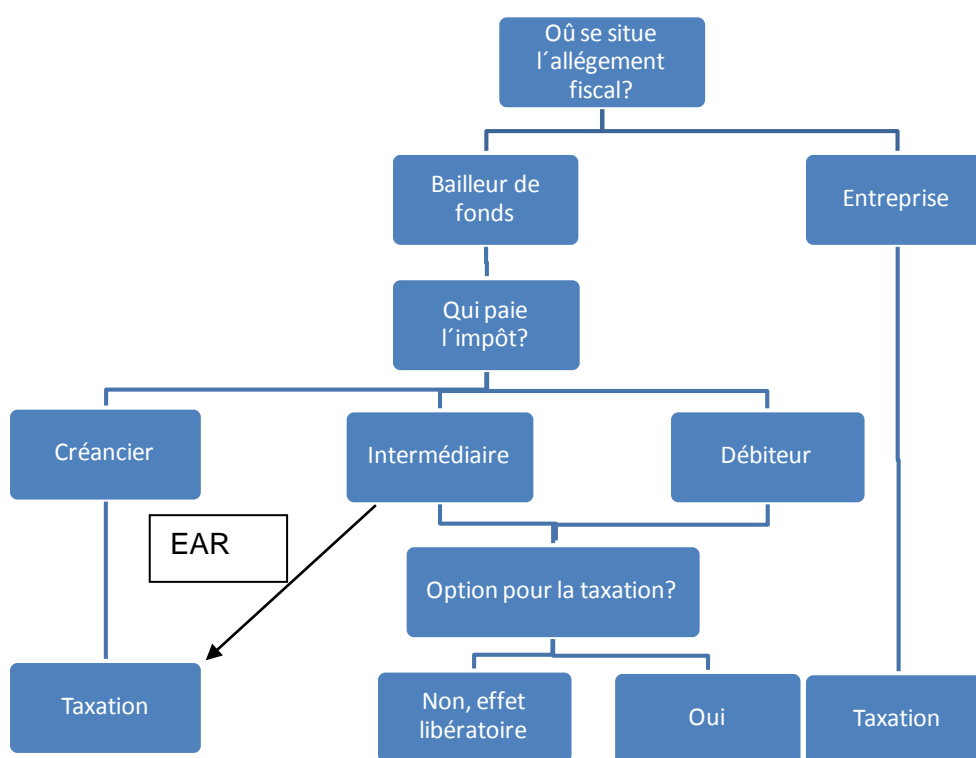 Oû se situe
l´allégement
fiscal?
Bailleur de
fonds
Entreprise
Qui paie
l´impôt?
Créancier
Intermédiaire
Débiteur
EAR
Option pour la taxation?
Taxation
Non, effet
libératoire
Oui
Taxation